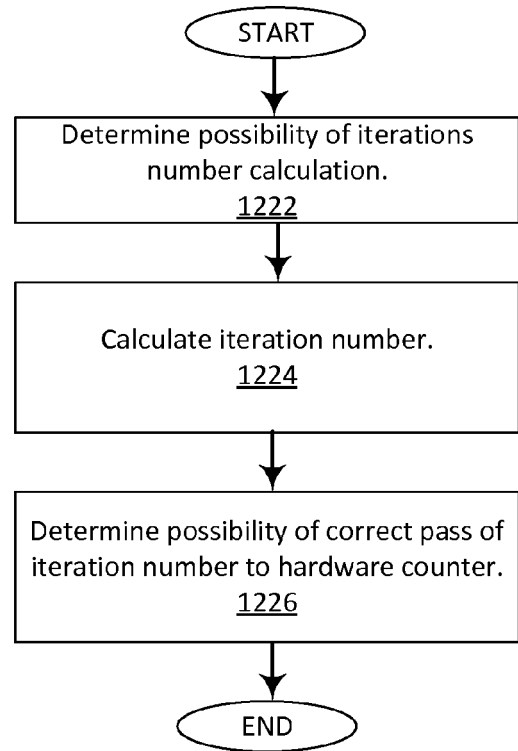 START
Determine possibility of iterations
number calculation.
1222
Calculate iteration number.
1224
Determine possibility of correct pass of
iteration number to hardware counter.
1226
END